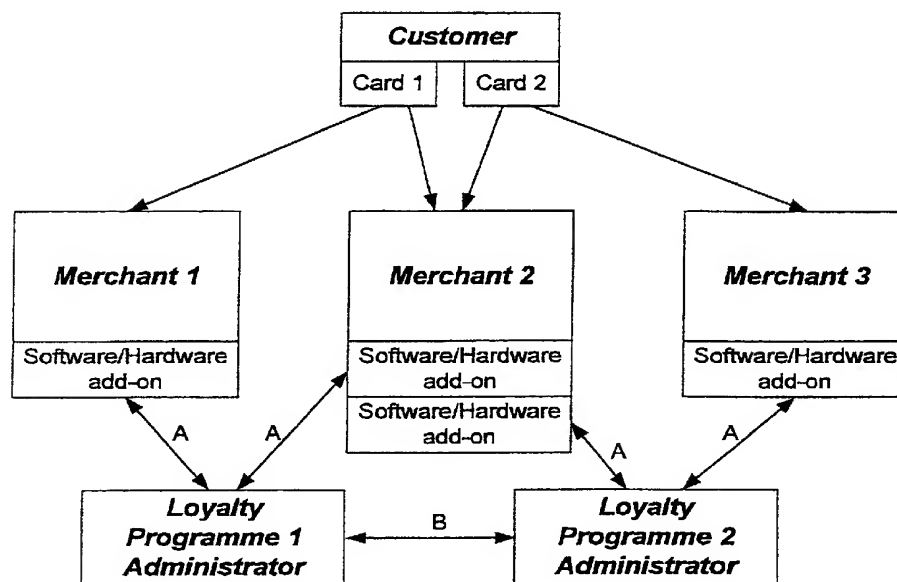 Customer
Card 1
Card 2
Merchant 1
Software/Hardware
add-on
Merchant 2
Software/Hardware
add-on
Software/Hardware
add-on
Merchant 3
Software/Hardware
add-on
A
A
A
A
Loyalty
Programme 1
Administrator
B
Loyalty
Programme 2
Administrator